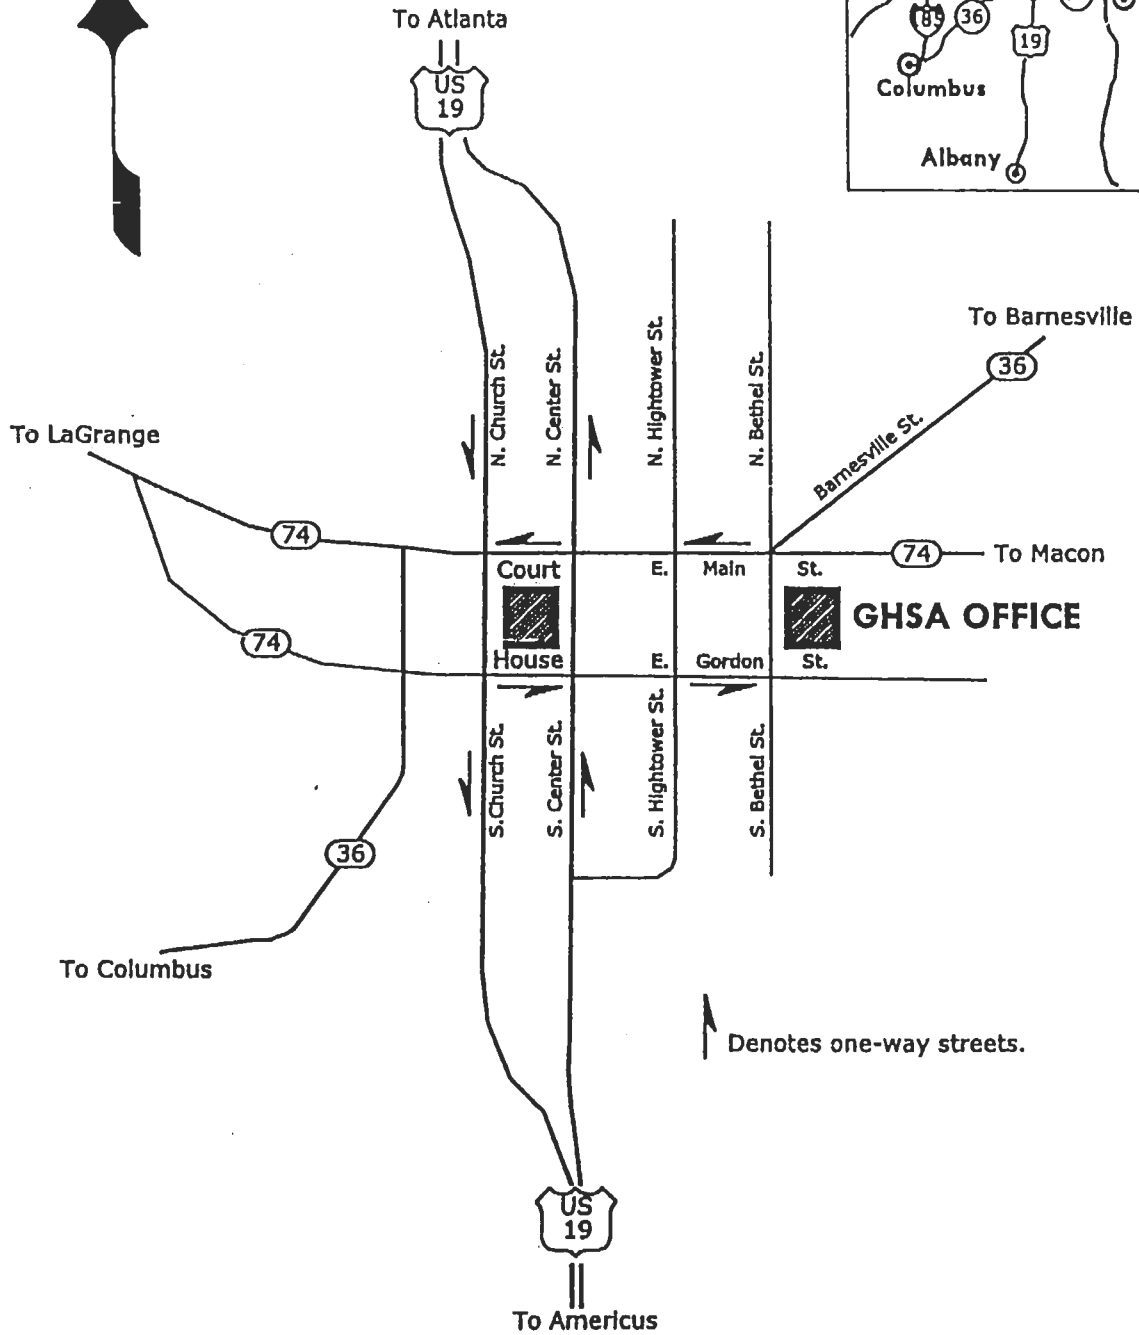 To Atlanta
US
19
185
36
19
Columbus
Albany
To Barnesville
36
Barnesville St.
N. Church St.
N. Center St.
N. Hightower St.
N. Bethel St.
To LaGrange
74
74
To Macon
Court
E. Main St.
GHSA OFFICE
74
House
E. Gordon St.
S. Church St.
S. Center St.
S. Hightower St.
S. Bethel St.
36
To Columbus
Denotes one-way streets.
US
19
To Americus